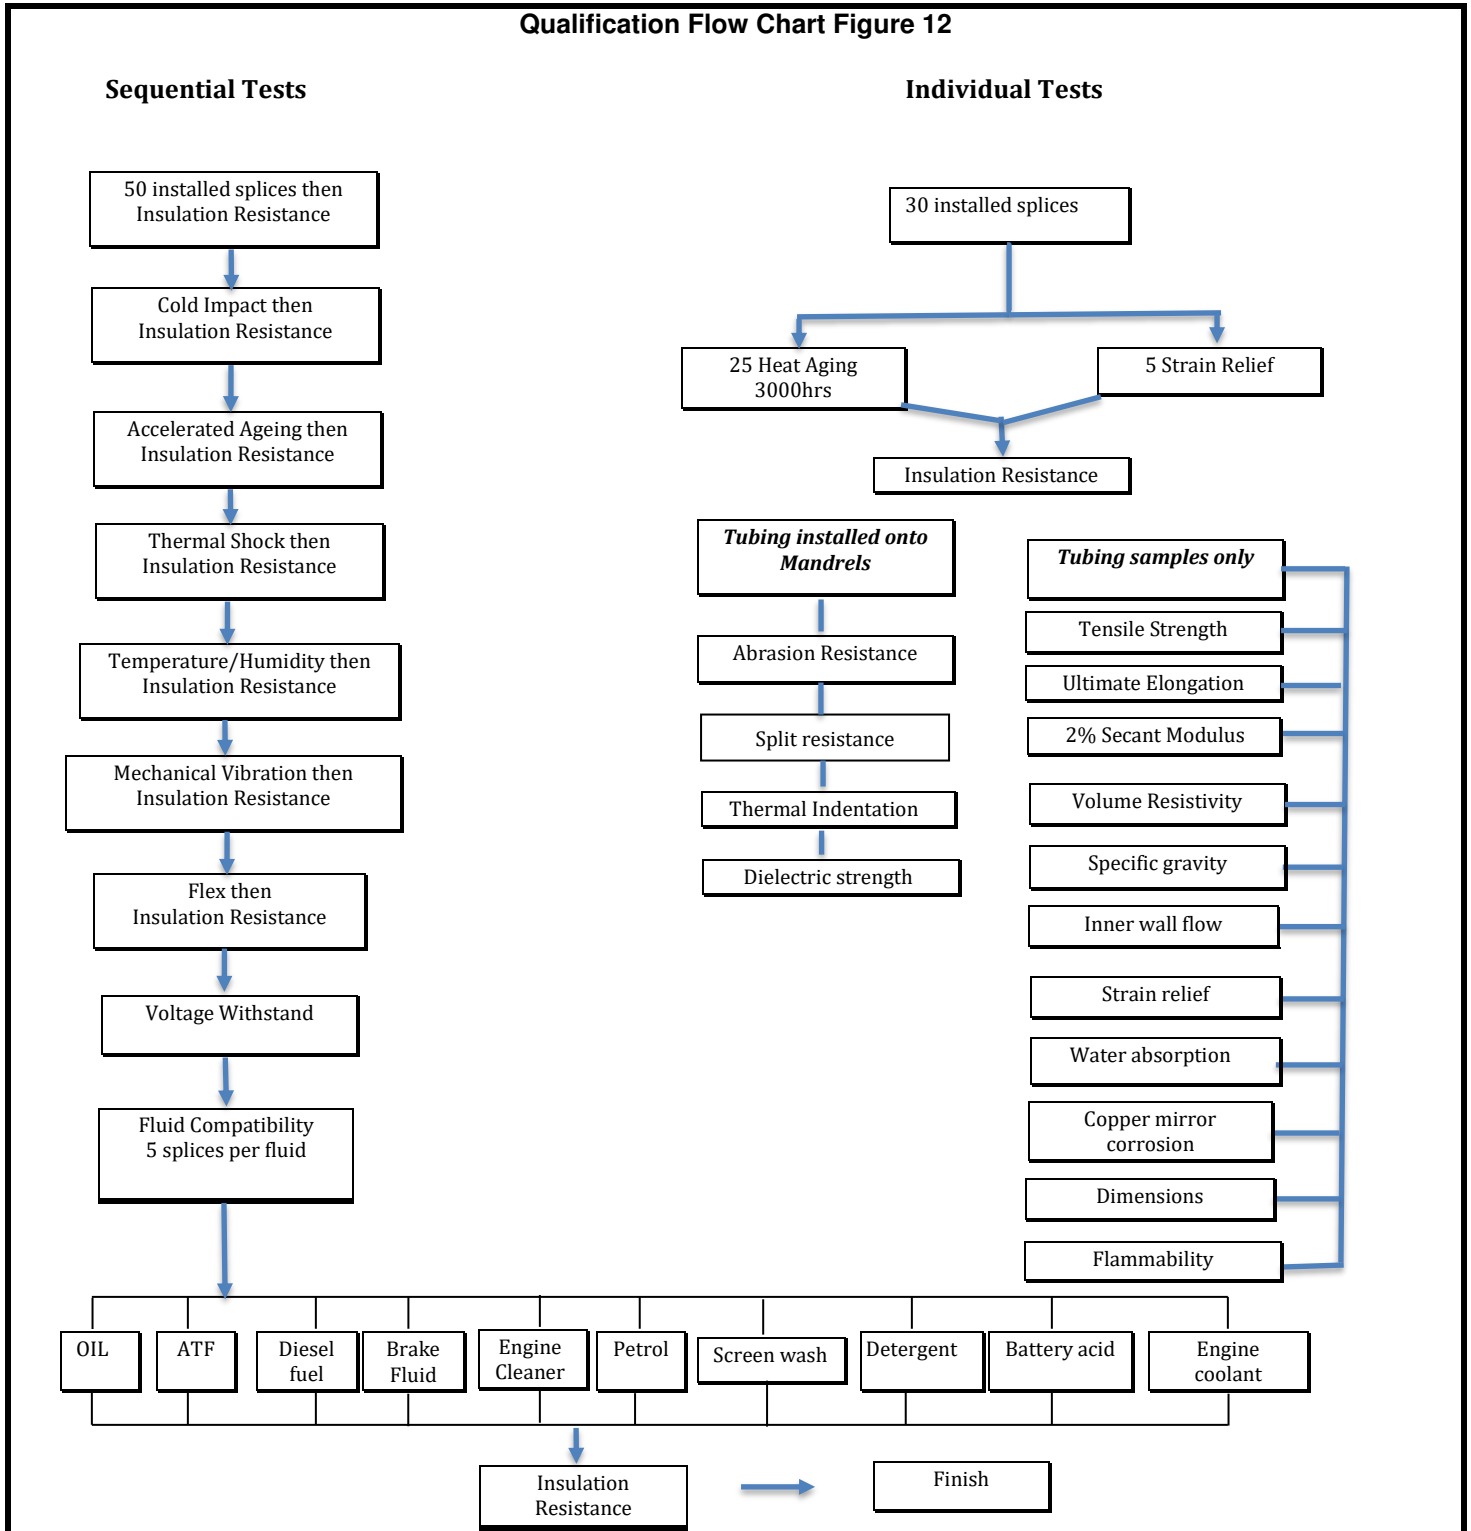 Qualification Flow Chart Figure 12
Sequential Tests
50 installed splices then
Insulation Resistance
Cold Impact then
Insulation Resistance
Accelerated Ageing then
Insulation Resistance
Thermal Shock then
Insulation Resistance
Temperature/Humidity then
Insulation Resistance
Mechanical Vibration then
Insulation Resistance
Flex then
Insulation Resistance
Voltage Withstand
Fluid Compatibility
5 splices per fluid
OIL
ATF
Diesel
fuel
Brake
Fluid
Engine
Cleaner
Petrol
Screen wash
Detergent
Battery acid
Engine
coolant
Insulation
Resistance
Finish
Individual Tests
30 installed splices
25 Heat Aging
3000hrs
5 Strain Relief
Insulation Resistance
Tubing installed onto
Mandrels
Abrasion Resistance
Split resistance
Thermal Indentation
Dielectric strength
Tubing samples only
Tensile Strength
Ultimate Elongation
2% Secant Modulus
Volume Resistivity
Specific gravity
Inner wall flow
Strain relief
Water absorption
Copper mirror
corrosion
Dimensions
Flammability